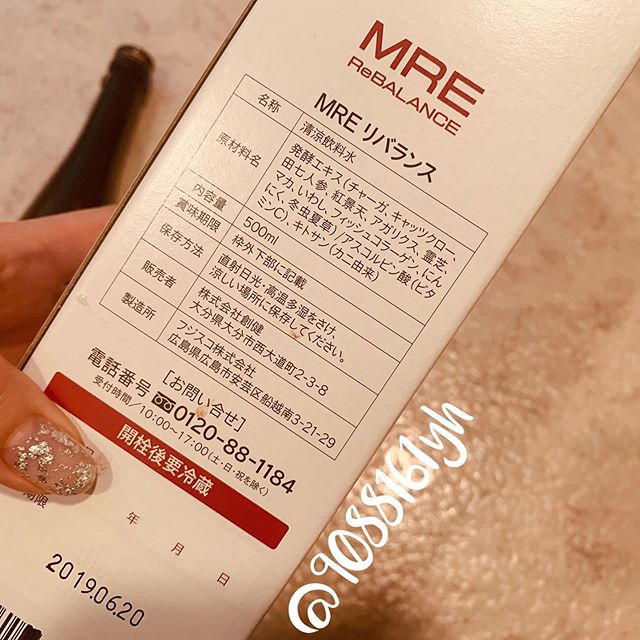 MRE
ReBALANCE
MRE リバランス
名称
清涼飲料水
原材料名
発酵エキス(チャーガ、キャッツクロー、
田七人参、紅景天、アガリクス、霊芝、
マカ、いわし、フィッシュコラーゲン、にん
にく、冬虫夏草)、アスコルビン酸(ビタ
ミンC)、キトサン(カニ由来)
内容量
500ml
賞味期限
枠外下部に記載
保存方法
直射日光・高温多湿をさけ、
涼しい場所に保存してください。
販売者
株式会社創健
大分県大分市西大道町2-3-8
製造所
フジスコ株式会社
広島県広島市安芸区船越南3-21-29
[お問い合せ]
電話番号 0120-88-1184
受付時間/10:00~17:00(土・日・祝を除く)
開栓後要冷蔵
期限
年 月 日
2019.06.20
@9088161yh